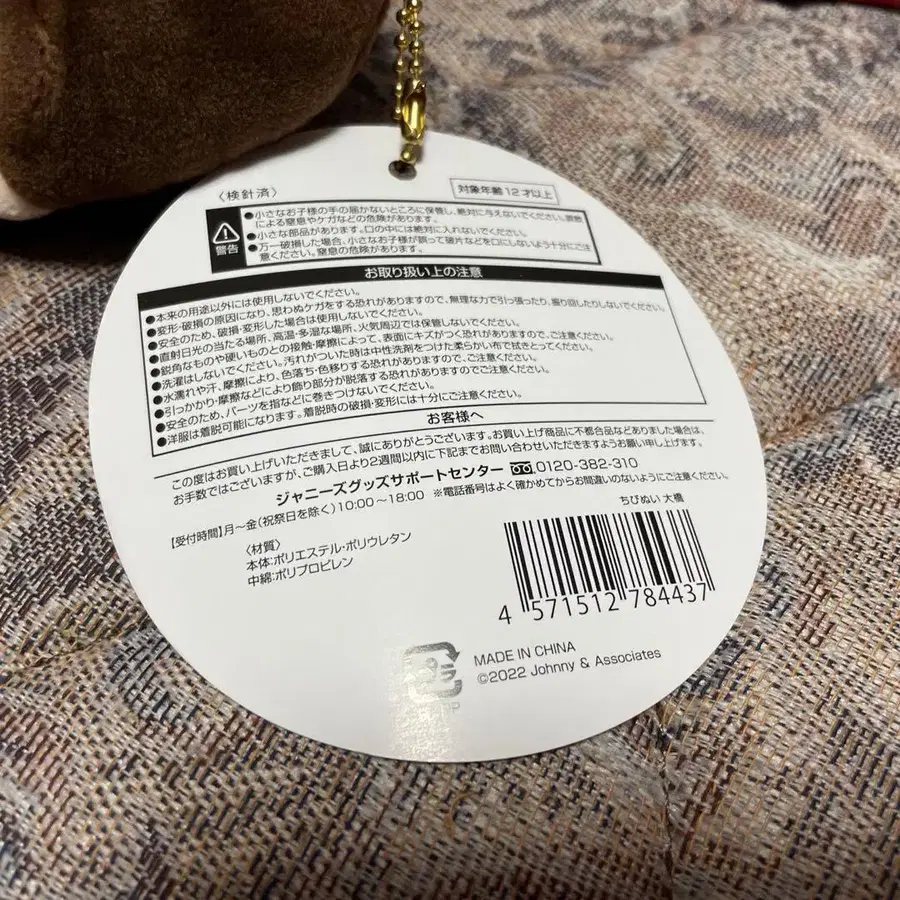 〈検針済〉
対象年齢12才以上
警告
●小さなお子様の手の届かないところに保管し、絶対に与えないでください。誤飲
による窒息やケガなどの危険があります。
●小さな部品があります。口の中には絶対に入れないでください。
●万一破損した場合、小さなお子様が誤って破片などを口にしないよう十分にご注
意ください。窒息の危険があります。
お取り扱い上の注意
●本来の用途以外には使用しないでください。
●変形・破損の原因になり、思わぬケガをする恐れがありますので、無理な力で引っ張ったり、振り回したりしないでください。
●安全のため、破損・変形した場合は使用しないでください。
●直射日光の当たる場所、高温・多湿な場所、火気周辺では保管しないでください。
●鋭角なものや硬いものとの接触・摩擦によって、表面にキズがつく恐れがありますので、ご注意ください。
●洗濯はしないでください。汚れがついた時は中性洗剤をつけた柔らかい布で拭きとってください。
●水濡れや汗、摩擦により、色落ち・色移りする恐れがありますので、ご注意ください。
●引っかかり・摩擦などにより飾り部分が脱落する恐れがありますので、ご注意ください。
●安全のため、パーツを指などに巻きつけないでください。
●洋服は着脱可能になります。着脱時の破損・変形には十分にご注意ください。
お客様へ
この度はお買い上げいただきまして、誠にありがとうございます。お買い上げ商品に不都合品などありました場合は、
お手数ではございますが、ご購入日より2週間以内に下記までお問い合わせいただきますようお願い申し上げます。
ジャニーズグッズサポートセンター 0120-382-310
【受付時間】月〜金(祝祭日を除く)10:00〜18:00 ※電話番号はよく確かめてからお間違いのないようにご注意ください。
〈材質〉
本体:ポリエステル・ポリウレタン
中綿:ポリプロピレン
ちびぬい 大橋
4 571512 784437
MADE IN CHINA
©2022 Johnny & Associates